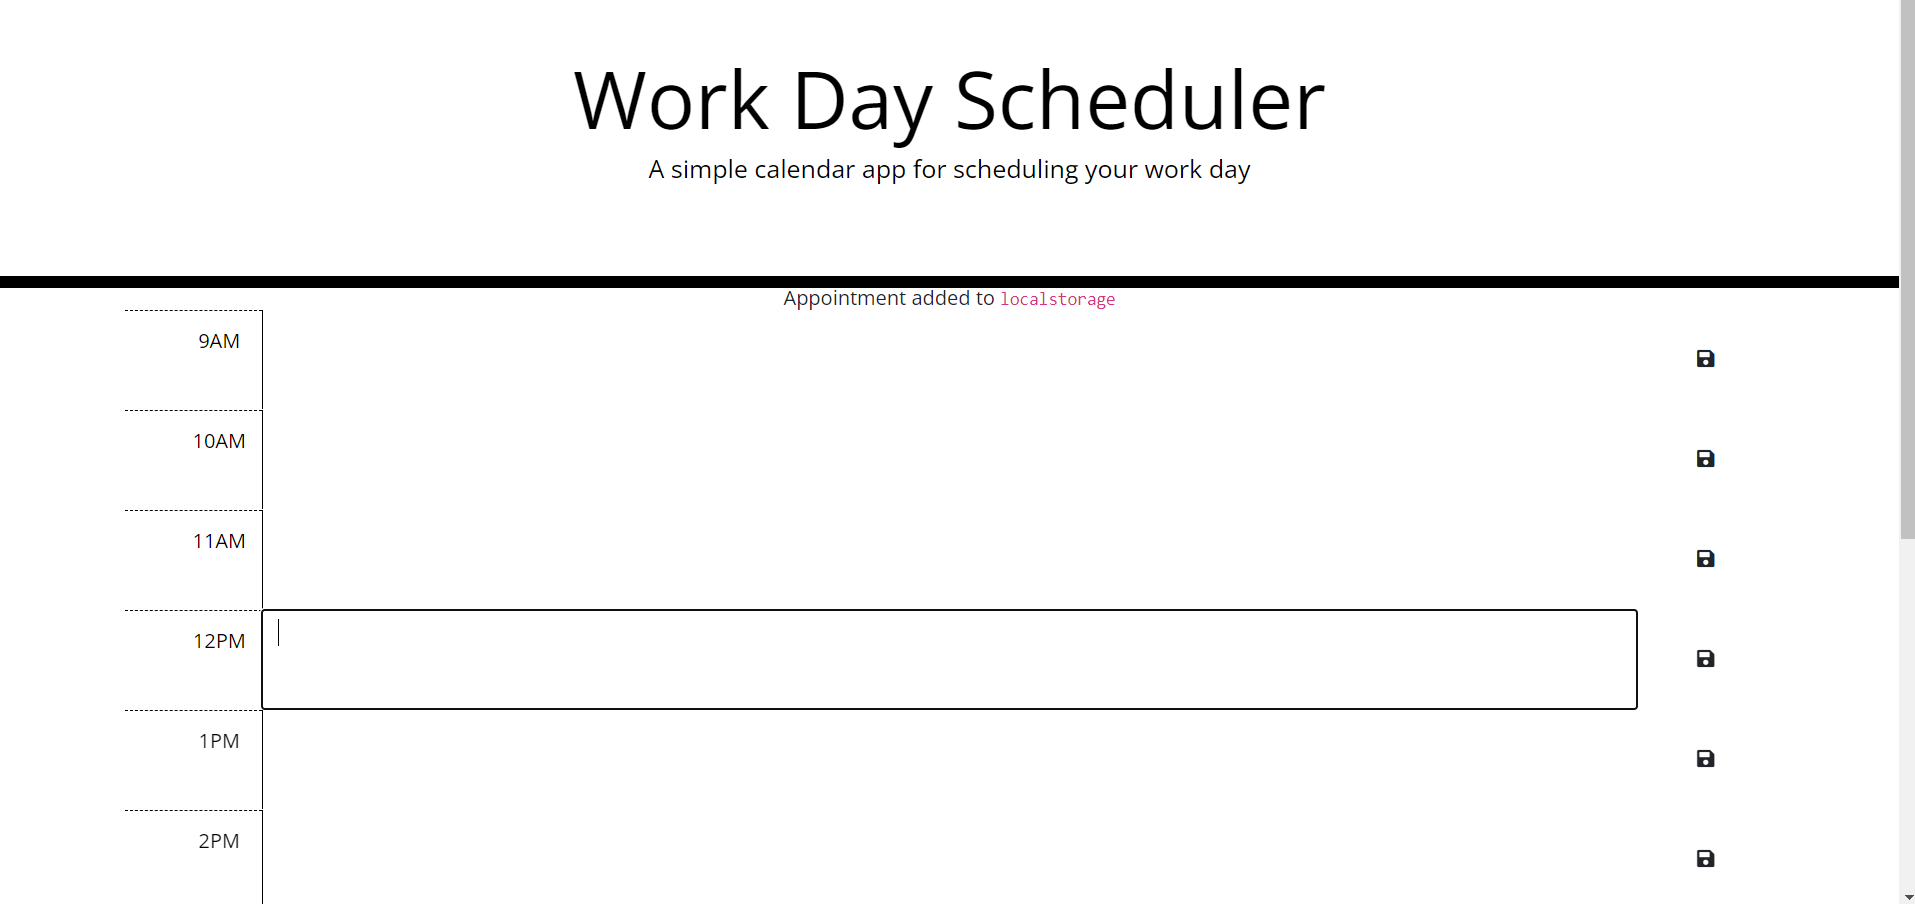 Work Day Scheduler
A simple calendar app for scheduling your work day
Appointment added to localstorage
9AM
10AM
11AM
12PM
1PM
2PM